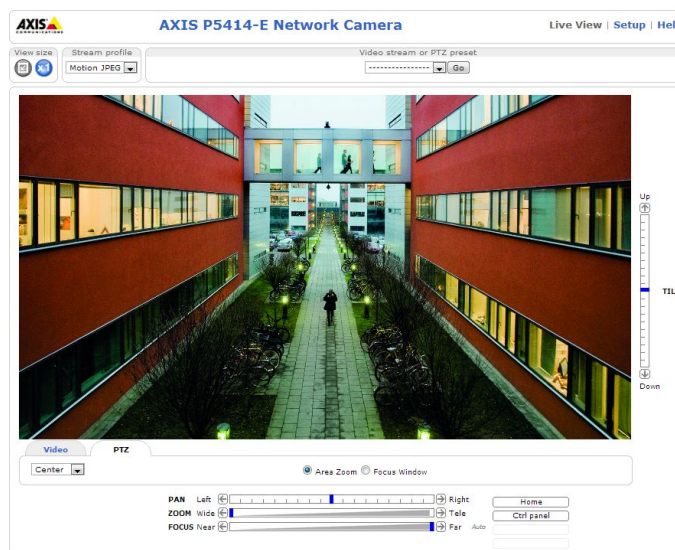 AXIS
COMMUNICATIONS
AXIS P5414-E Network Camera
Live View | Setup | Hel
View size
Stream profile
Video stream or PTZ preset
x1
Motion JPEG
---------------- Go
Up
TIL
Down
Video PTZ
Center
Area Zoom Focus Window
PAN Left Right Home
ZOOM Wide Tele Ctrl panel
FOCUS Near Far Auto